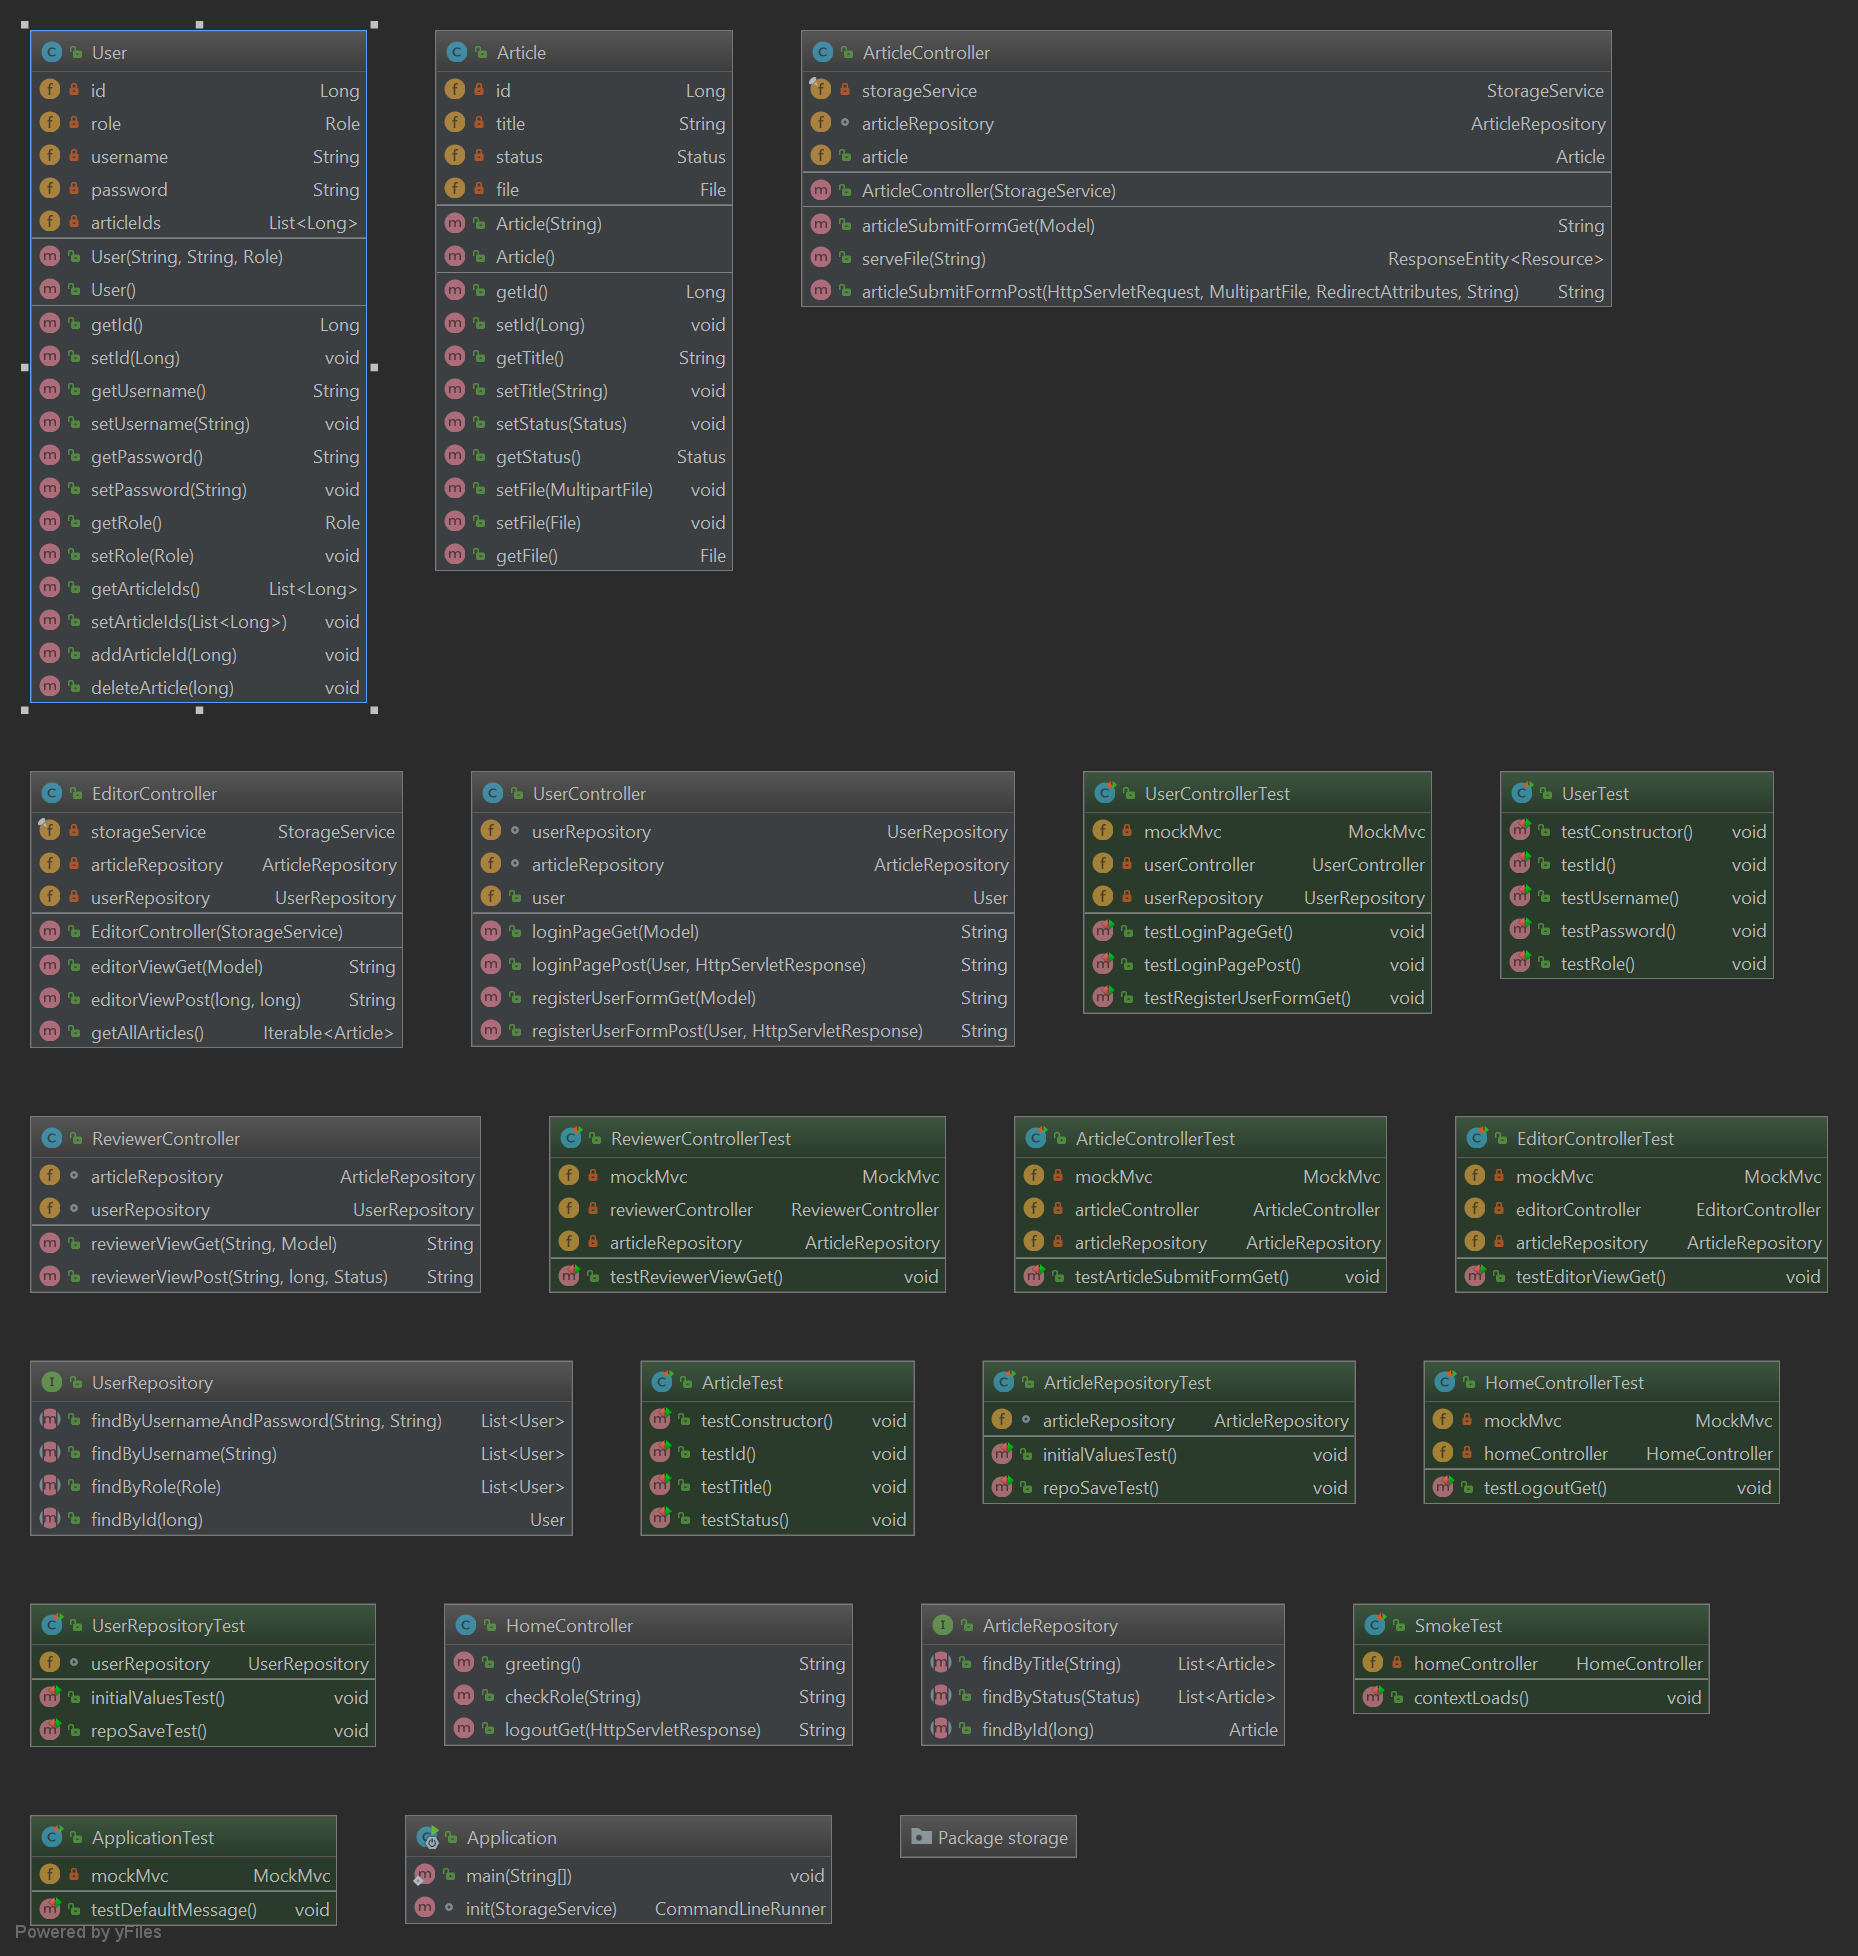 User
id Long
role Role
username String
password String
articleIds List<Long>
User(String, String, Role)
User()
getId() Long
setId(Long) void
getUsername() String
setUsername(String) void
getPassword() String
setPassword(String) void
getRole() Role
setRole(Role) void
getArticleIds() List<Long>
setArticleIds(List<Long>) void
addArticleId(Long) void
deleteArticle(long) void
Article
id Long
title String
status Status
file File
Article(String)
Article()
getId() Long
setId(Long) void
getTitle() String
setTitle(String) void
setStatus(Status) void
getStatus() Status
setFile(MultipartFile) void
setFile(File) void
getFile() File
ArticleController
storageService StorageService
articleRepository ArticleRepository
article Article
ArticleController(StorageService)
articleSubmitFormGet(Model) String
serveFile(String) ResponseEntity<Resource>
articleSubmitFormPost(HttpServletRequest, MultipartFile, RedirectAttributes, String) String
EditorController
storageService StorageService
articleRepository ArticleRepository
userRepository UserRepository
EditorController(StorageService)
editorViewGet(Model) String
editorViewPost(long, long) String
getAllArticles() Iterable<Article>
UserController
userRepository UserRepository
articleRepository ArticleRepository
user User
loginPageGet(Model) String
loginPagePost(User, HttpServletResponse) String
registerUserFormGet(Model) String
registerUserFormPost(User, HttpServletResponse) String
UserControllerTest
mockMvc MockMvc
userController UserController
userRepository UserRepository
testLoginPageGet() void
testLoginPagePost() void
testRegisterUserFormGet() void
UserTest
testConstructor() void
testId() void
testUsername() void
testPassword() void
testRole() void
ReviewerController
articleRepository ArticleRepository
userRepository UserRepository
reviewerViewGet(String, Model) String
reviewerViewPost(String, long, Status) String
ReviewerControllerTest
mockMvc MockMvc
reviewerController ReviewerController
articleRepository ArticleRepository
testReviewerViewGet() void
ArticleControllerTest
mockMvc MockMvc
articleController ArticleController
articleRepository ArticleRepository
testArticleSubmitFormGet() void
EditorControllerTest
mockMvc MockMvc
editorController EditorController
articleRepository ArticleRepository
testEditorViewGet() void
UserRepository
findByUsernameAndPassword(String, String) List<User>
findByUsername(String) List<User>
findByRole(Role) List<User>
findById(long) User
ArticleTest
testConstructor() void
testId() void
testTitle() void
testStatus() void
ArticleRepositoryTest
articleRepository ArticleRepository
initialValuesTest() void
repoSaveTest() void
HomeControllerTest
mockMvc MockMvc
homeController HomeController
testLogoutGet() void
UserRepositoryTest
userRepository UserRepository
initialValuesTest() void
repoSaveTest() void
HomeController
greeting() String
checkRole(String) String
logoutGet(HttpServletResponse) String
ArticleRepository
findByTitle(String) List<Article>
findByStatus(Status) List<Article>
findById(long) Article
SmokeTest
homeController HomeController
contextLoads() void
ApplicationTest
mockMvc MockMvc
testDefaultMessage() void
Application
main(String[]) void
init(StorageService) CommandLineRunner
Package storage
Powered by yFiles